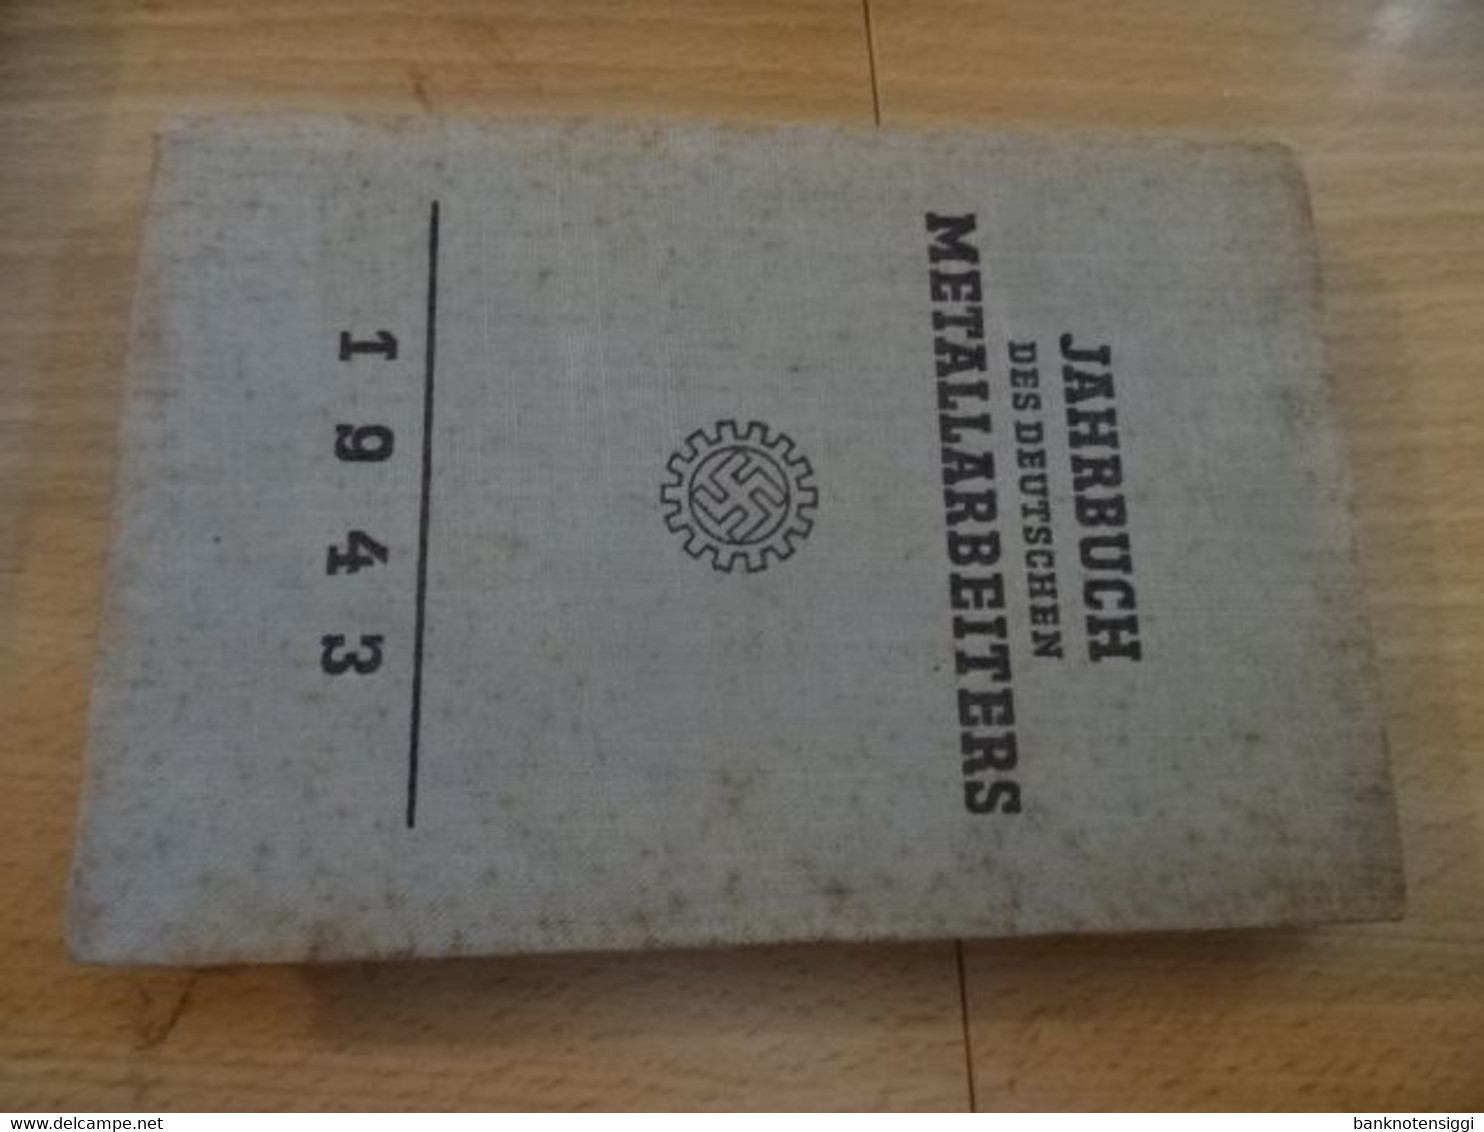 JAHRBUCH
DES DEUTSCHEN
METALLARBEITERS
1943
www.delcampe.net
banknotensiggi